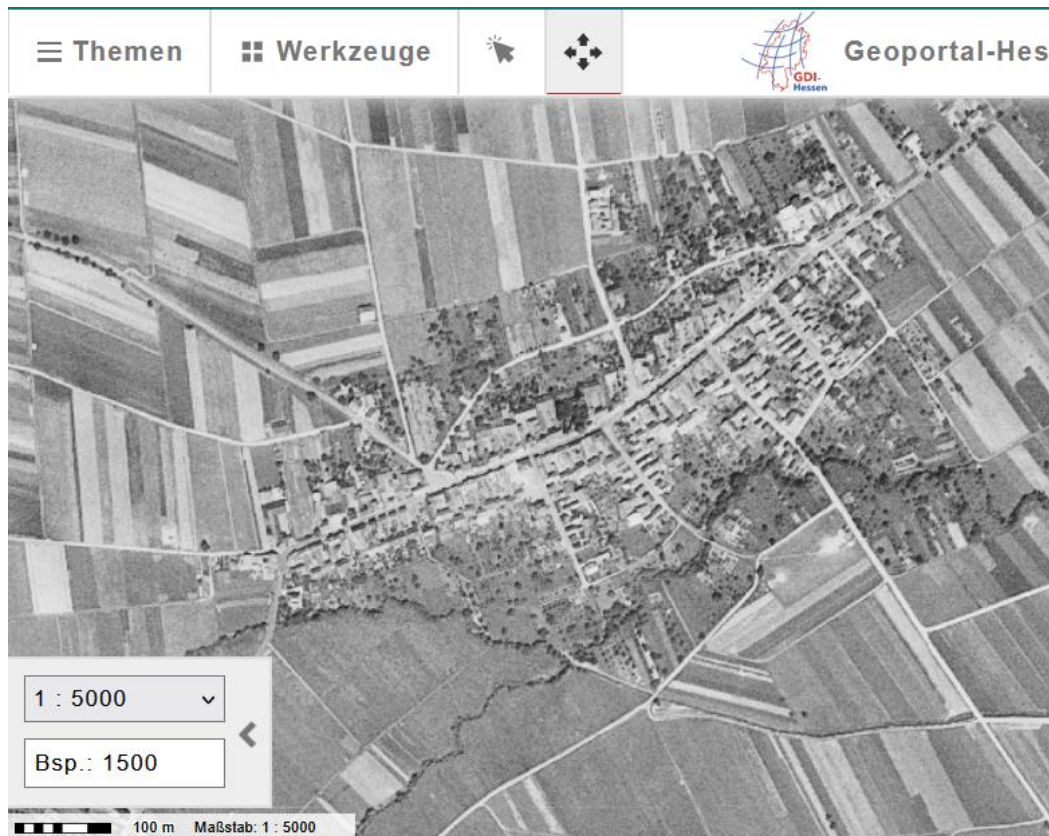 Themen
Werkzeuge
GDI-
Hessen
Geoportal-Hes
1 : 5000
Bsp.: 1500
100 m Maßstab: 1 : 5000